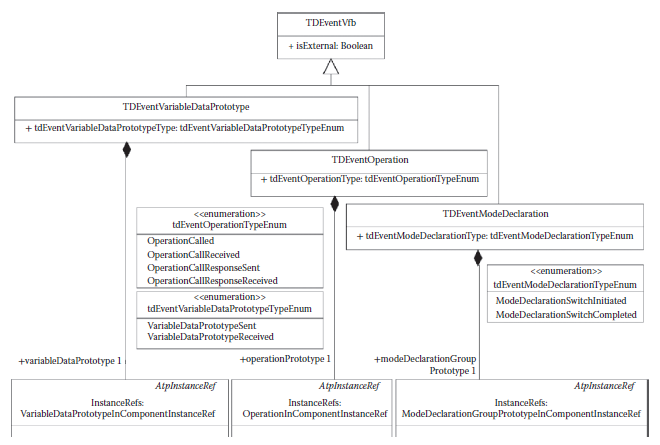 TDEventVfb
+ isExternal: Boolean
TDEventVariableDataPrototype
+ tdEventVariableDataPrototypeType: tdEventVariableDataPrototypeTypeEnum
TDEventOperation
+ tdEventOperationType: tdEventOperationTypeEnum
<<enumeration>>
tdEventOperationTypeEnum
OperationCalled
OperationCallReceived
OperationCallResponseSent
OperationCallResponseReceived
TDEventModeDeclaration
+ tdEventModeDeclarationType: tdEventModeDeclarationTypeEnum
<<enumeration>>
tdEventModeDeclarationTypeEnum
ModeDeclarationSwitchInitiated
ModeDeclarationSwitchCompleted
<<enumeration>>
tdEventVariableDataPrototypeTypeEnum
VariableDataPrototypeSent
VariableDataPrototypeReceived
+variableDataPrototype 1
+operationPrototype 1
+modeDeclarationGroup
Prototype 1
AtpInstanceRef
InstanceRefs:
VariableDataPrototypeInComponentInstanceRef
AtpInstanceRef
InstanceRefs:
OperationInComponentInstanceRef
AtpInstanceRef
InstanceRefs:
ModeDeclarationGroupPrototypeInComponentInstanceRef